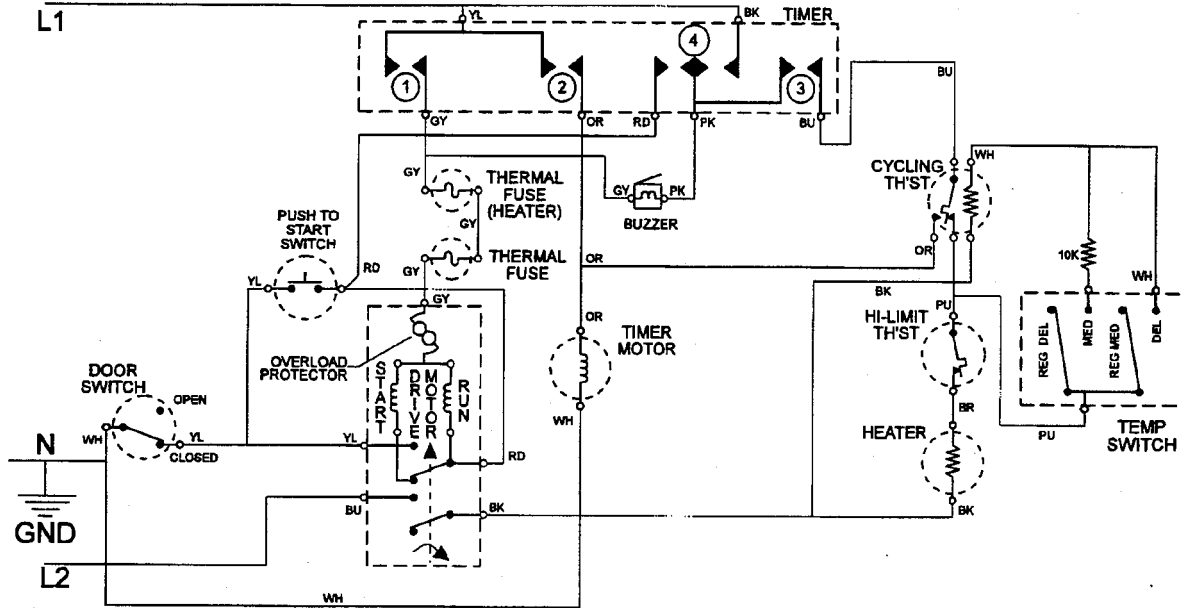 L1
YL
BK
TIMER
4
1
2
3
GY
OR
RD
PK
BU
BU
GY
THERMAL
FUSE
(HEATER)
GY
PK
BUZZER
CYCLING
TH'ST
WH
GY
PUSH TO
START
SWITCH
RD
GY
THERMAL
FUSE
OR
OR
10K
WH
YL
GY
BK
PU
HI-LIMIT
TH'ST
OR
TIMER
MOTOR
OVERLOAD
PROTECTOR
REG DEL
MED
REG MED
DEL
DOOR
SWITCH
START
DRIVE
MOTOR
RUN
OPEN
WH
BR
TEMP
SWITCH
PU
HEATER
N
WH
YL
CLOSED
YL
RD
BU
BK
BK
GND
L2
WH